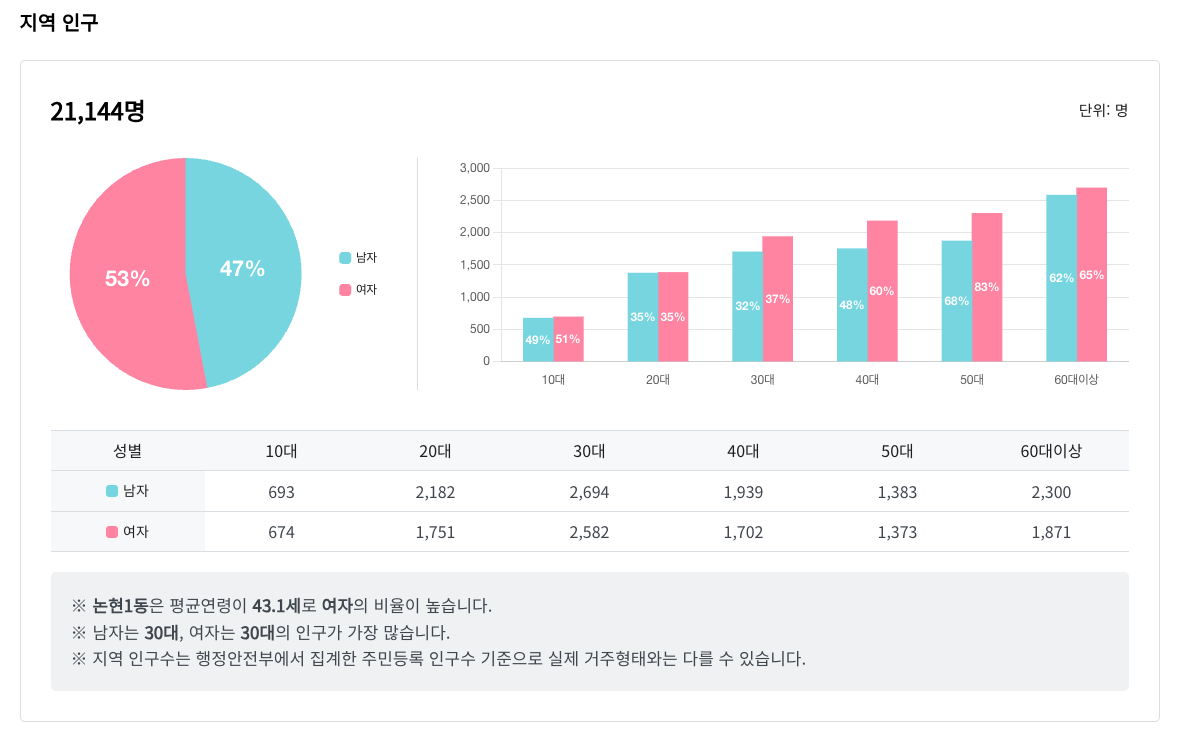 지역 인구
21,144명
단위: 명
53%
47%
남자
여자
3,000
2,500
2,000
1,500
1,000
500
0
49% 51%
35% 35%
32% 37%
48% 60%
68% 83%
62% 65%
10대 20대 30대 40대 50대 60대이상
성별 10대 20대 30대 40대 50대 60대이상
남자 693 2,182 2,694 1,939 1,383 2,300
여자 674 1,751 2,582 1,702 1,373 1,871
※ 논현1동은 평균연령이 43.1세로 여자의 비율이 높습니다.
※ 남자는 30대, 여자는 30대의 인구가 가장 많습니다.
※ 지역 인구수는 행정안전부에서 집계한 주민등록 인구수 기준으로 실제 거주형태와는 다를 수 있습니다.